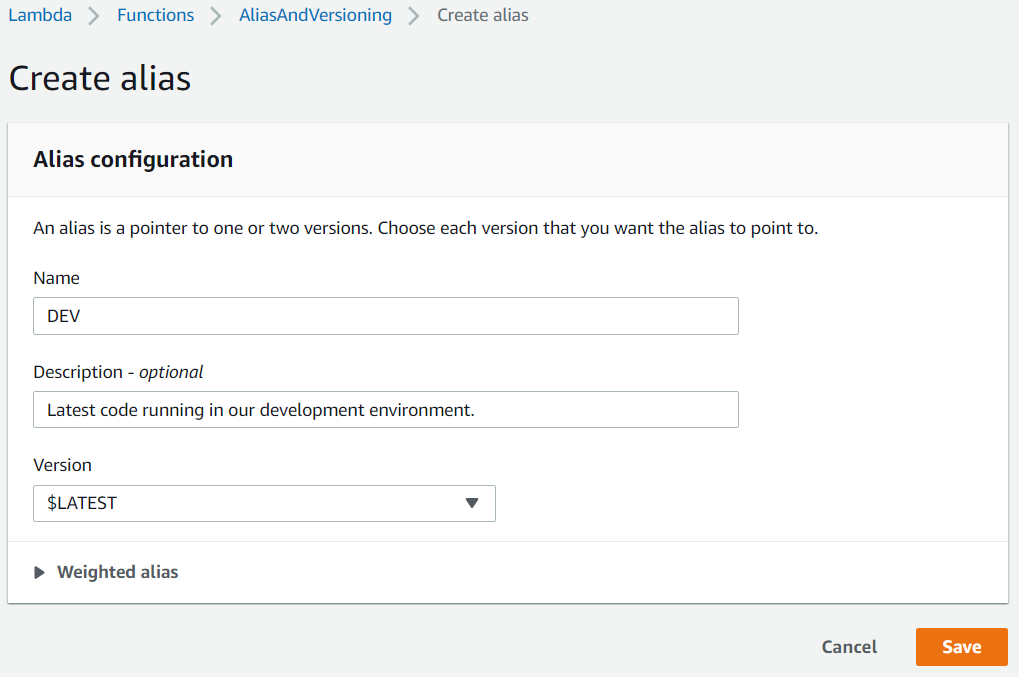 Lambda > Functions > AliasAndVersioning > Create alias
Create alias
Alias configuration
An alias is a pointer to one or two versions. Choose each version that you want the alias to point to.
Name
DEV
Description - optional
Latest code running in our development environment.
Version
$LATEST
Weighted alias
Cancel Save